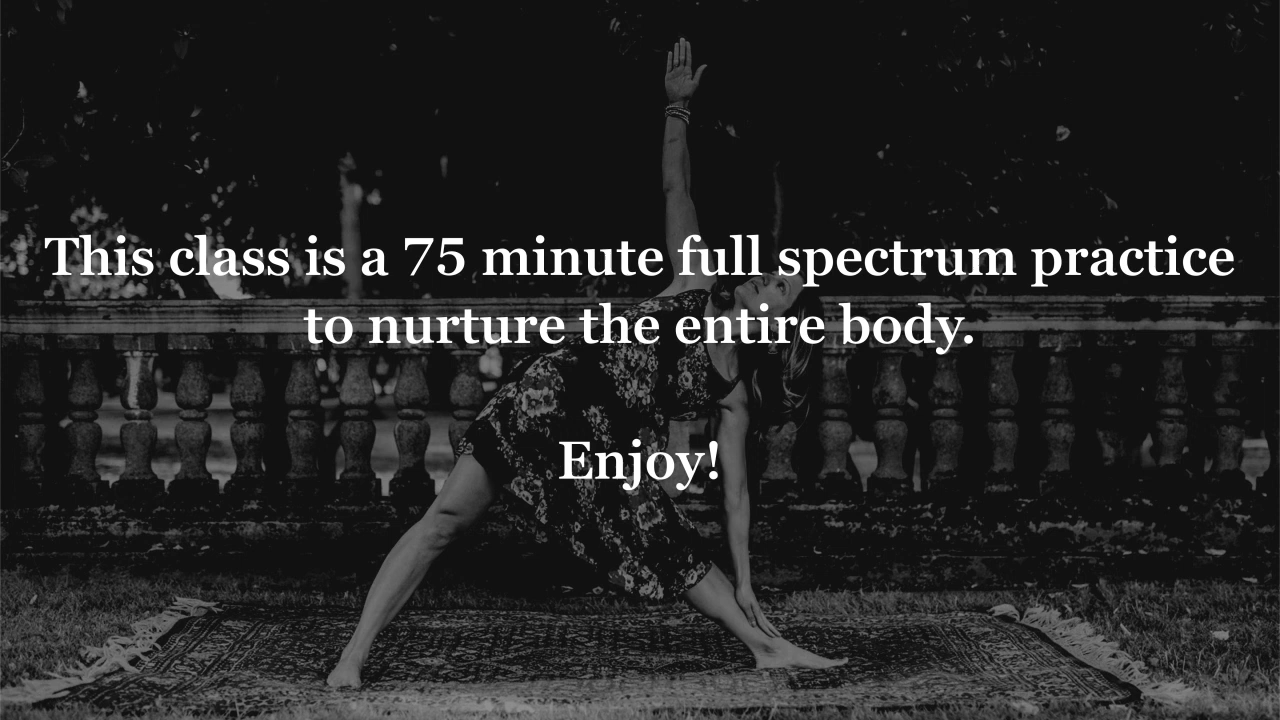 This class is a 75 minute full spectrum practice
to nurture the entire body.
Enjoy!